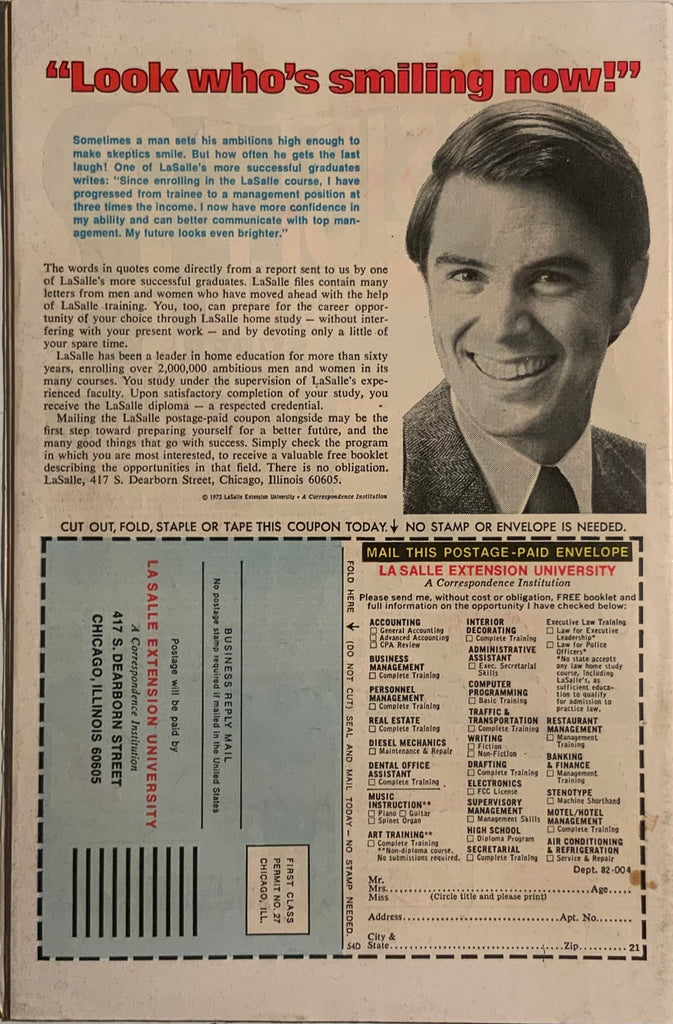 “Look who’s smiling now!”
Sometimes a man sets his ambitions high enough to
make skeptics smile. But how often he gets the last
laugh! One of LaSalle's more successful graduates
writes: "Since enrolling in the LaSalle course, I have
progressed from trainee to a management position at
three times the income. I now have more confidence in
my ability and can better communicate with top man-
agement. My future looks even brighter."
The words in quotes come directly from a report sent to us by one
of LaSalle's more successful graduates. LaSalle files contain many
letters from men and women who have moved ahead with the help
of LaSalle training. You, too, can prepare for the career oppor-
tunity of your choice through LaSalle home study — without inter-
fering with your present work — and by devoting only a little of
your spare time.
LaSalle has been a leader in home education for more than sixty
years, enrolling over 2,000,000 ambitious men and women in its
many courses. You study under the supervision of LaSalle's expe-
rienced faculty. Upon satisfactory completion of your study, you
receive the LaSalle diploma — a respected credential.
Mailing the LaSalle postage-paid coupon alongside may be the
first step toward preparing yourself for a better future, and the
many good things that go with success. Simply check the program
in which you are most interested, to receive a valuable free booklet
describing the opportunities in that field. There is no obligation.
LaSalle, 417 S. Dearborn Street, Chicago, Illinois 60605.
© 1973 LaSalle Extension University • A Correspondence Institution
CUT OUT, FOLD, STAPLE OR TAPE THIS COUPON TODAY. ↓ NO STAMP OR ENVELOPE IS NEEDED.
FIRST CLASS
PERMIT NO. 27
CHICAGO, ILL.
BUSINESS REPLY MAIL
No postage stamp required if mailed in the United States
Postage will be paid by
LASALLE EXTENSION UNIVERSITY
A Correspondence Institution
417 S. DEARBORN STREET
CHICAGO, ILLINOIS 60605
FOLD HERE → (DO NOT CUT) SEAL AND MAIL TODAY — NO STAMP NEEDED.
54D
MAIL THIS POSTAGE-PAID ENVELOPE
LA SALLE EXTENSION UNIVERSITY
A Correspondence Institution
Please send me, without cost or obligation, FREE booklet and
full information on the opportunity I have checked below:
ACCOUNTING
☐ General Accounting
☐ Advanced Accounting
☐ CPA Review
BUSINESS
MANAGEMENT
☐ Complete Training
PERSONNEL
MANAGEMENT
☐ Complete Training
REAL ESTATE
☐ Complete Training
DIESEL MECHANICS
☐ Maintenance & Repair
DENTAL OFFICE
ASSISTANT
☐ Complete Training
MUSIC
INSTRUCTION**
☐ Piano ☐ Guitar
☐ Spinet Organ
ART TRAINING**
☐ Complete Training
**Non-diploma course.
No submissions required.
INTERIOR
DECORATING
☐ Complete Training
ADMINISTRATIVE
ASSISTANT
☐ Exec. Secretarial
Skills
COMPUTER
PROGRAMMING
☐ Basic Training
TRAFFIC &
TRANSPORTATION
☐ Complete Training
WRITING
☐ Fiction
☐ Non-Fiction
DRAFTING
☐ Complete Training
ELECTRONICS
☐ FCC License
SUPERVISORY
MANAGEMENT
☐ Management Skills
HIGH SCHOOL
☐ Diploma Program
SECRETARIAL
☐ Complete Training
Executive Law Training
☐ Law for Executive
Leadership*
☐ Law for Police
Officers*
*No state accepts
any law home study
course, including
LaSalle's, as
sufficient educa-
tion to qualify
for admission to
practice law.
RESTAURANT
MANAGEMENT
☐ Management
Training
BANKING
& FINANCE
☐ Management
Training
STENOTYPE
☐ Machine Shorthand
MOTEL/HOTEL
MANAGEMENT
☐ Complete Training
AIR CONDITIONING
& REFRIGERATION
☐ Service & Repair
Dept. 82-004
Mr.
Mrs. Age
Miss (Circle title and please print)
Address Apt. No.
City &
State Zip 21